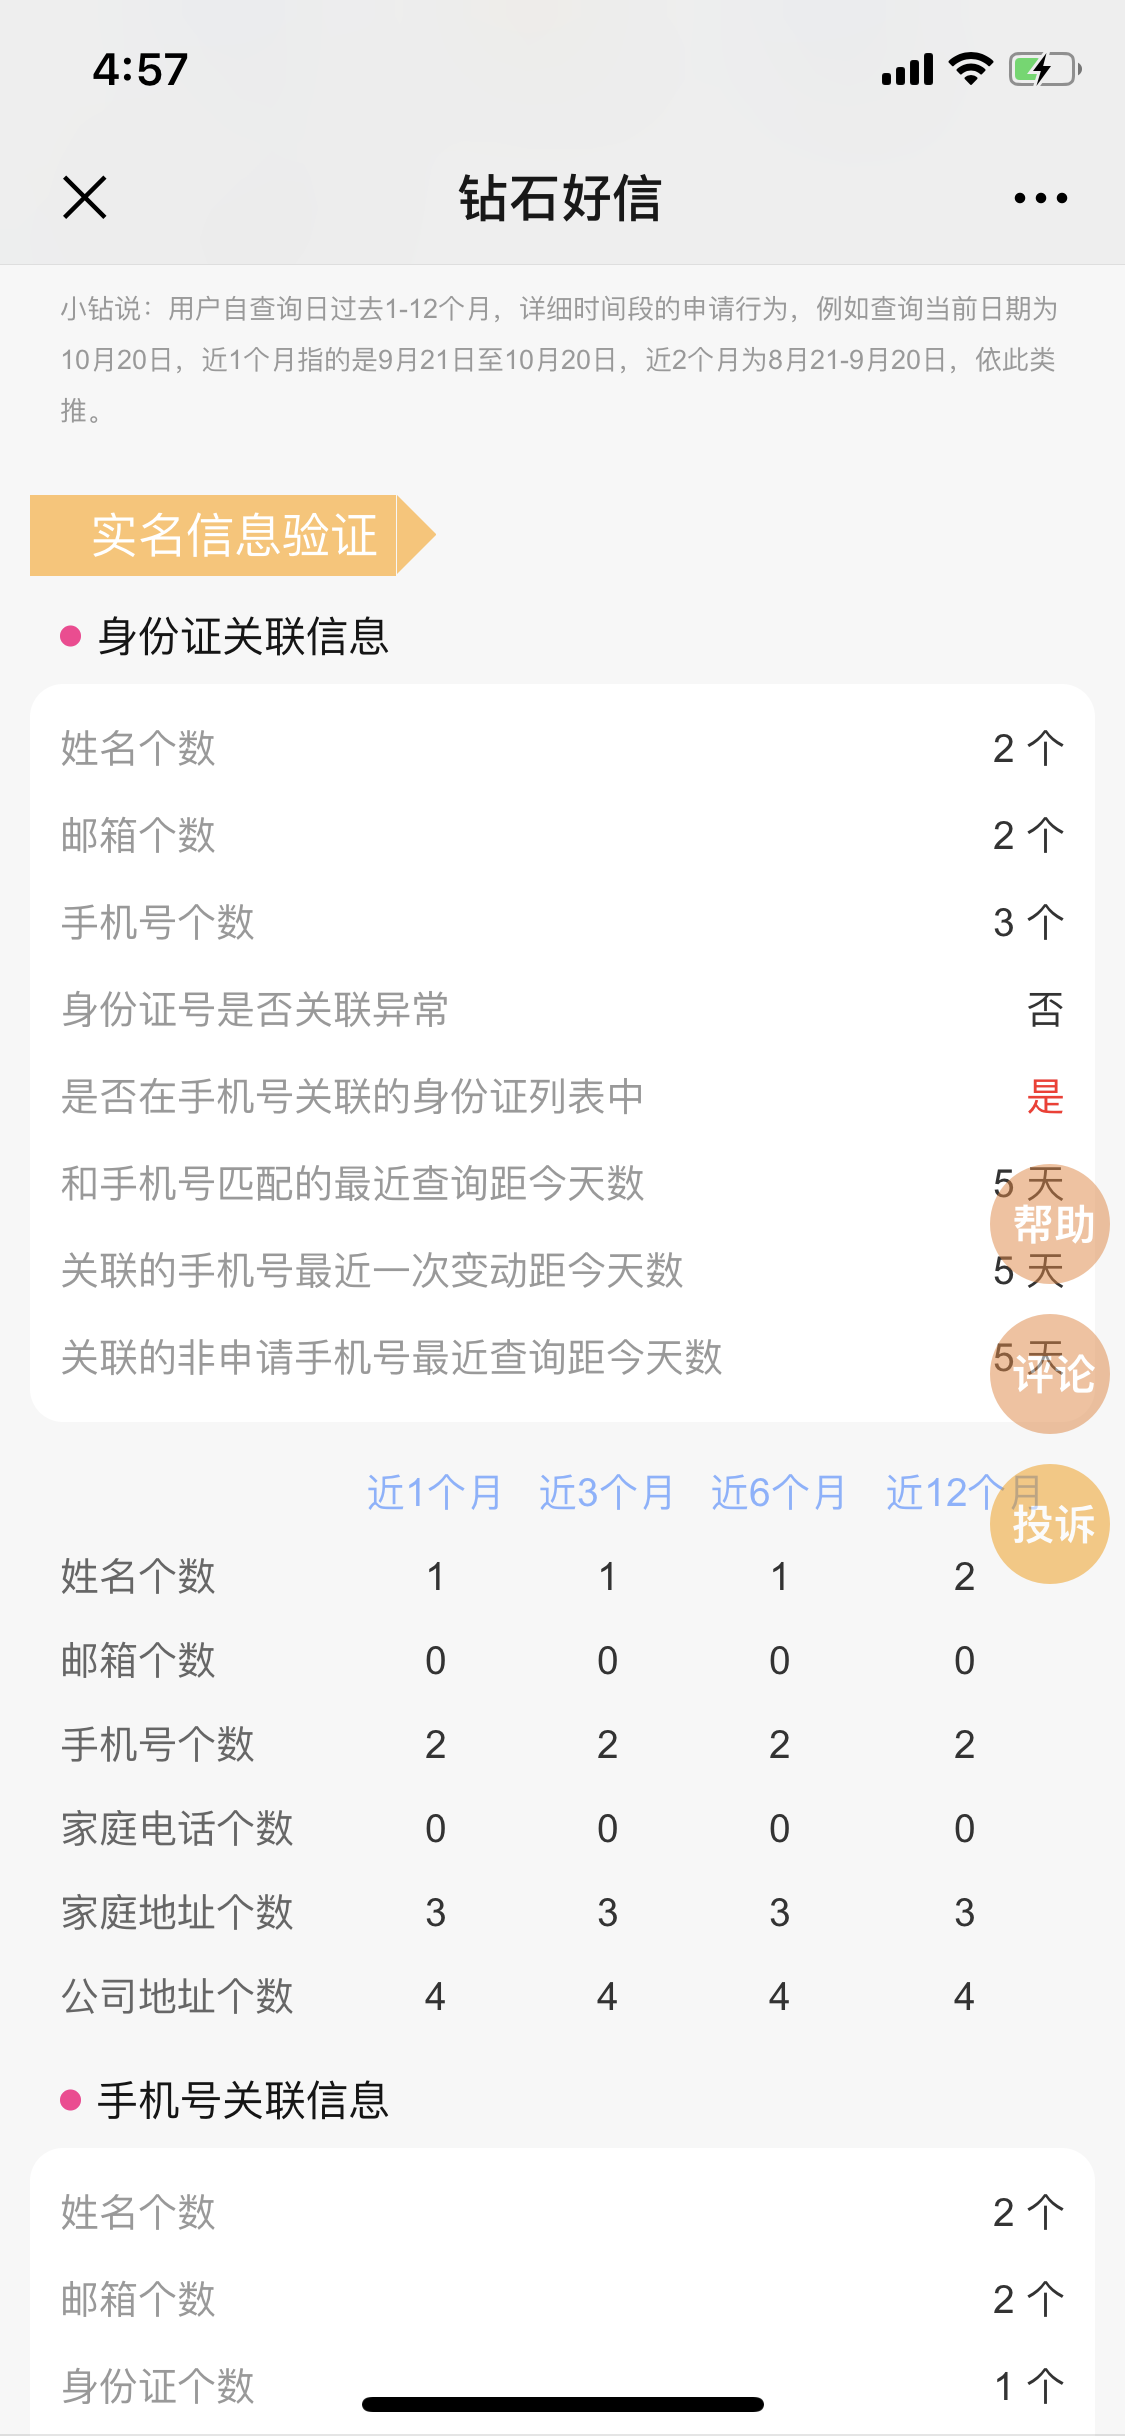 4:57
钻石好信
小钻说：用户自查询日过去1-12个月，详细时间段的申请行为，例如查询当前日期为
10月20日，近1个月指的是9月21日至10月20日，近2个月为8月21-9月20日，依此类
推。
实名信息验证
身份证关联信息
姓名个数 2 个
邮箱个数 2 个
手机号个数 3 个
身份证号是否关联异常 否
是否在手机号关联的身份证列表中 是
和手机号匹配的最近查询距今天数 5 天
帮助
关联的手机号最近一次变动距今天数 5 天
关联的非申请手机号最近查询距今天数 5 天
评论
近1个月 近3个月 近6个月 近12个月
投诉
姓名个数 1 1 1 2
邮箱个数 0 0 0 0
手机号个数 2 2 2 2
家庭电话个数 0 0 0 0
家庭地址个数 3 3 3 3
公司地址个数 4 4 4 4
手机号关联信息
姓名个数 2 个
邮箱个数 2 个
身份证个数 1 个